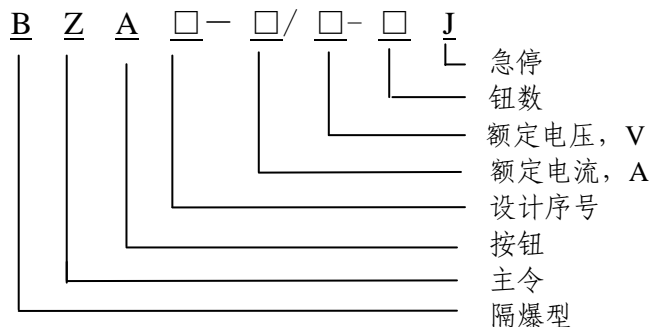 B Z A □－ □/ □－ □ J
急停
钮数
额定电压，V
额定电流，A
设计序号
按钮
主令
隔爆型